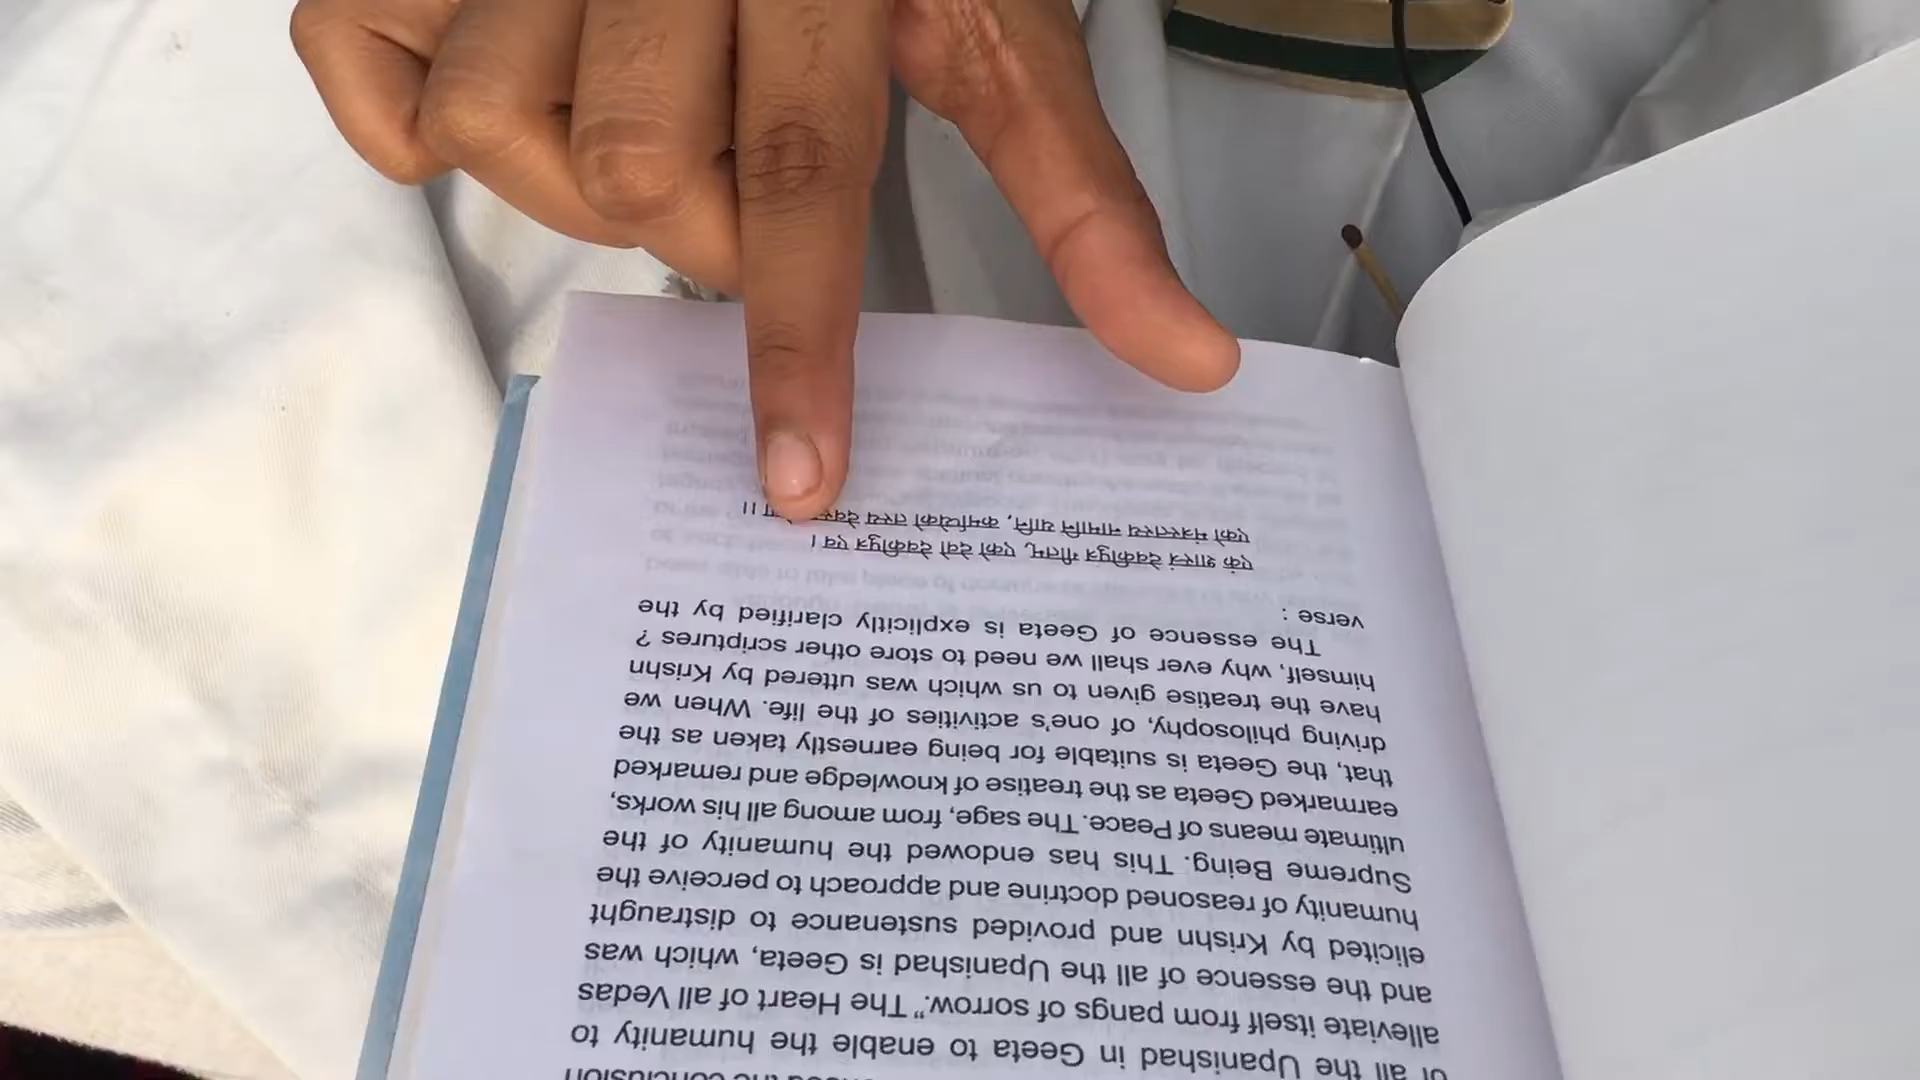 of all the Upanishad in Geeta to enable the humanity to
alleviate itself from pangs of sorrow.” The Heart of all Vedas
and the essence of all the Upanishad is Geeta, which was
elicited by Krishn and provided sustenance to distraught
humanity of reasoned doctrine and approach to perceive the
Supreme Being. This has endowed the humanity of the
ultimate means of Peace. The sage, from among all his works,
earmarked Geeta as the treatise of knowledge and remarked
that, the Geeta is suitable for being earnestly taken as the
driving philosophy, of one's activities of the life. When we
have the treatise given to us which was uttered by Krishn
himself, why ever shall we need to store other scriptures ?
The essence of Geeta is explicitly clarified by the
verse :
एकं शास्त्रं देवकीपुत्र गीतम्, एको देवो देवकीपुत्र एव।
एको मंत्रस्तस्य नामानि यानि, कर्माप्येको तस्य